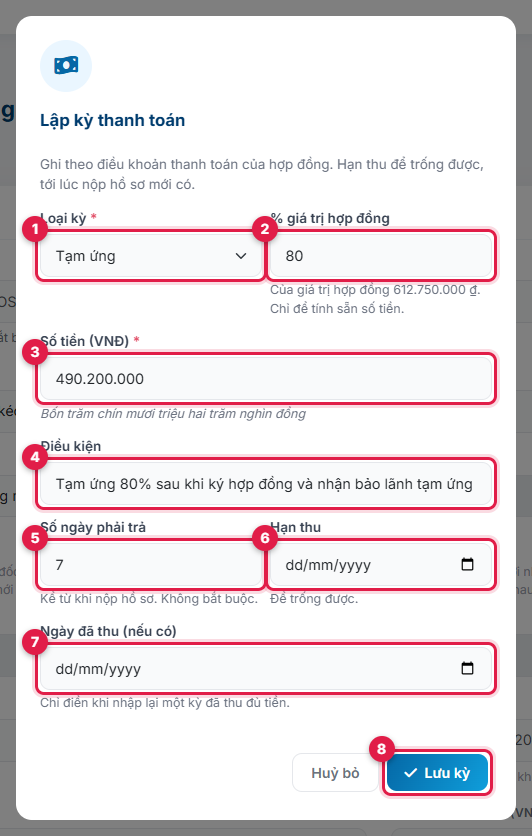 Lập kỳ thanh toán
Ghi theo điều khoản thanh toán của hợp đồng. Hạn thu để trống được,
tới lúc nộp hồ sơ mới có.
1 Loại kỳ *
2 % giá trị hợp đồng
Tạm ứng
80
Của giá trị hợp đồng 612.750.000 ₫.
Chỉ để tính sẵn số tiền.
3 Số tiền (VNĐ) *
490.200.000
Bốn trăm chín mươi triệu hai trăm nghìn đồng
4 Điều kiện
Tạm ứng 80% sau khi ký hợp đồng và nhận bảo lãnh tạm ứng
5 Số ngày phải trả
6 Hạn thu
7
dd/mm/yyyy
Kể từ khi nộp hồ sơ. Không bắt buộc.
Để trống được.
7 Ngày đã thu (nếu có)
dd/mm/yyyy
Chỉ điền khi nhập lại một kỳ đã thu đủ tiền.
8
Huỷ bỏ
Lưu kỳ